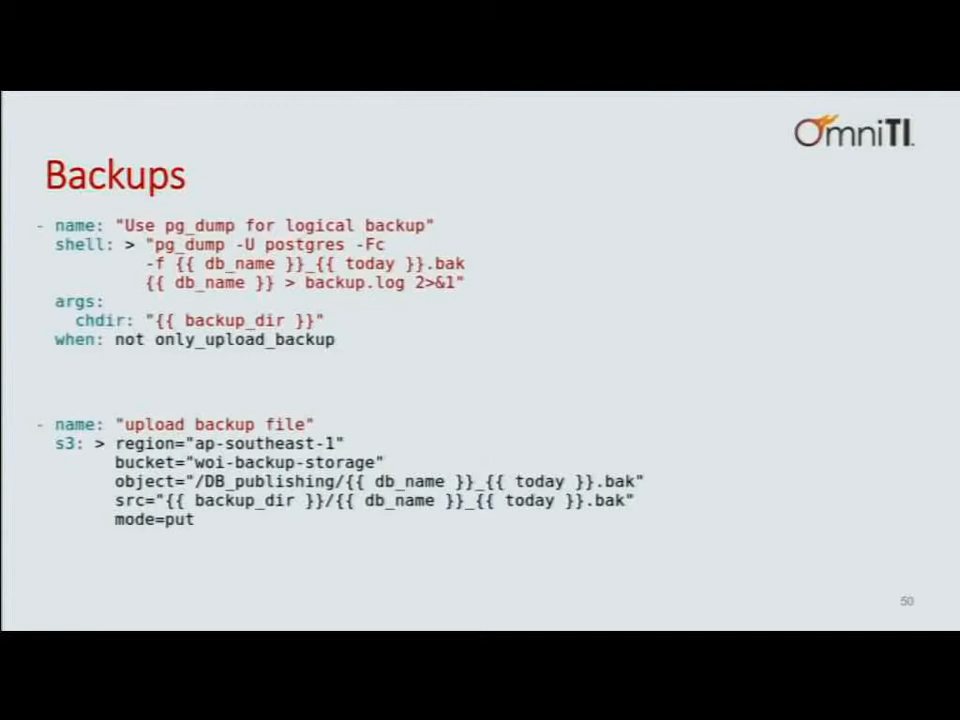 OmniTI
Backups
- name: "Use pg_dump for logical backup"
shell: > "pg_dump -U postgres -Fc
-f {{ db_name }}_{{ today }}.bak
{{ db_name }} > backup.log 2>&1"
args:
chdir: "{{ backup_dir }}"
when: not only_upload_backup
- name: "upload backup file"
s3: > region="ap-southeast-1"
bucket="woi-backup-storage"
object="/DB_publishing/{{ db_name }}_{{ today }}.bak"
src="{{ backup_dir }}/{{ db_name }}_{{ today }}.bak"
mode=put
50